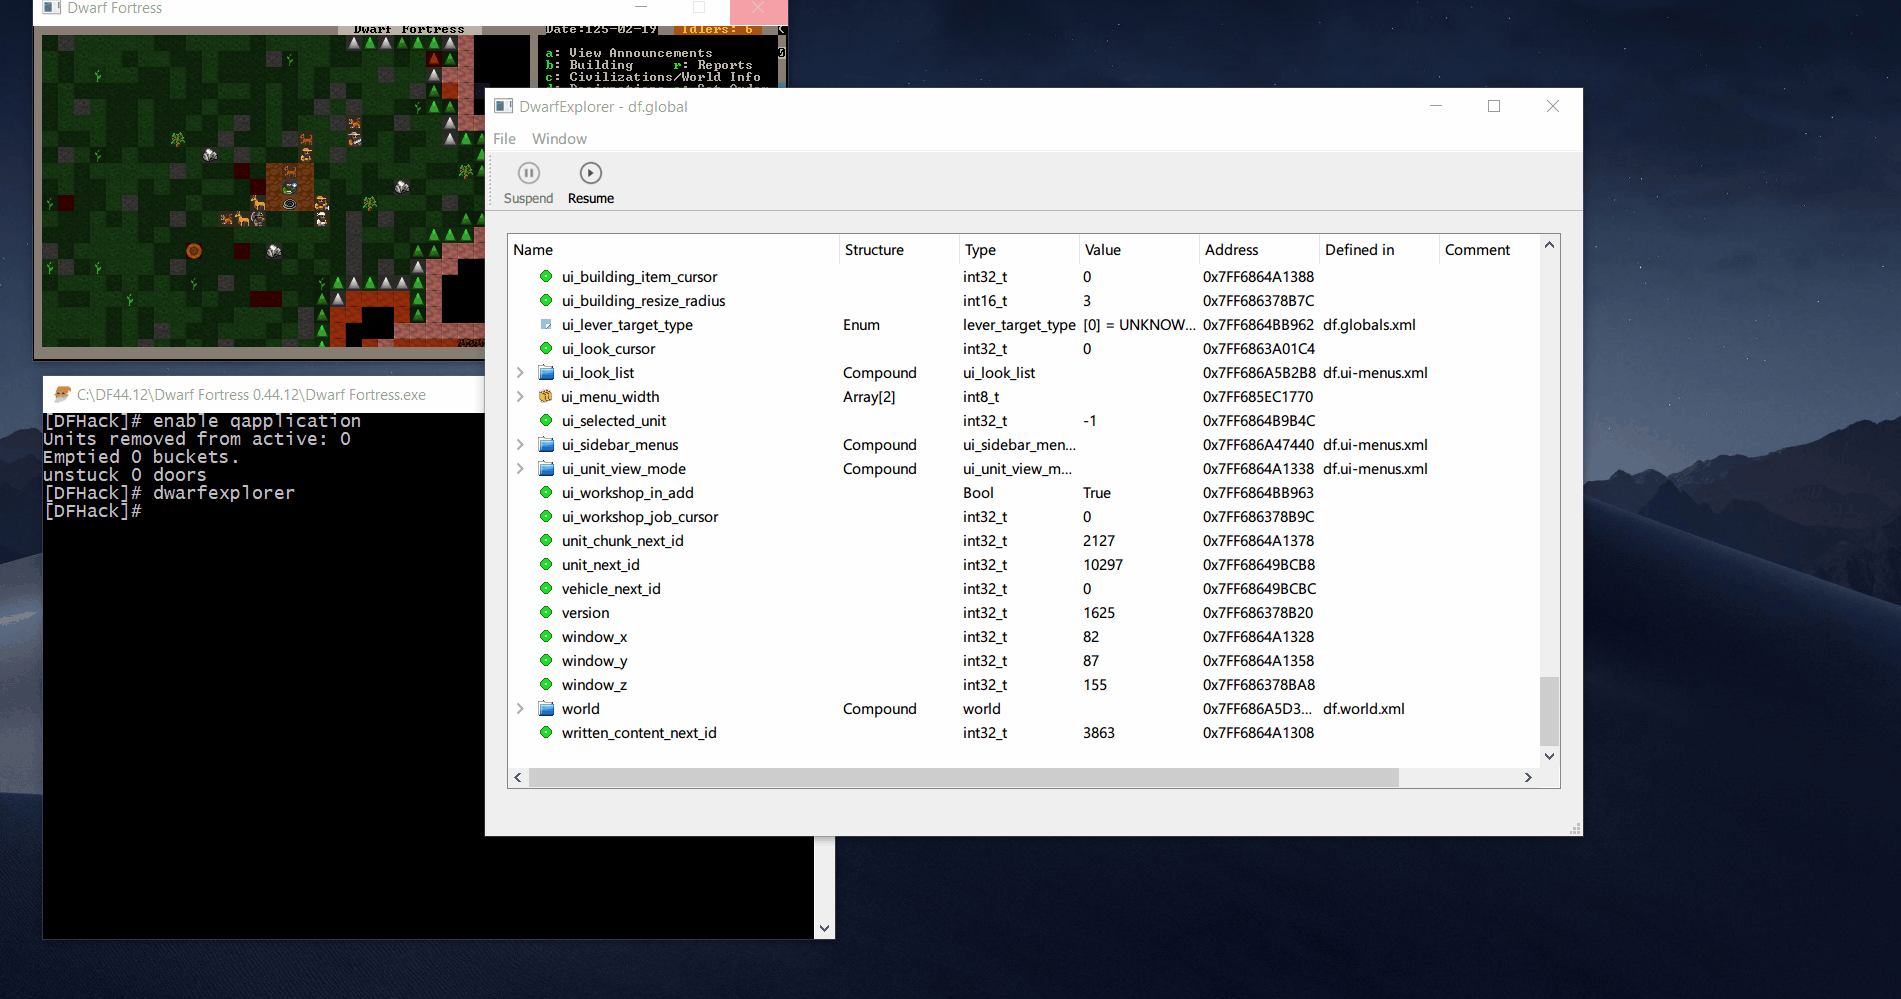 Dwarf Fortress
Dwarf Fortress
Date:125-02-19 Idlers: 6
a: View Announcements
b: Building r: Reports
c: Civilizations/World Info
DwarfExplorer - df.global
File Window
Suspend Resume
Name Structure Type Value Address Defined in Comment
ui_building_item_cursor int32_t 0 0x7FF6864A1388
ui_building_resize_radius int16_t 3 0x7FF686378B7C
ui_lever_target_type Enum lever_target_type [0] = UNKNOW... 0x7FF6864BB962 df.globals.xml
ui_look_cursor int32_t 0 0x7FF6863A01C4
ui_look_list Compound ui_look_list 0x7FF686A5B2B8 df.ui-menus.xml
ui_menu_width Array[2] int8_t 0x7FF685EC1770
ui_selected_unit int32_t -1 0x7FF6864B9B4C
ui_sidebar_menus Compound ui_sidebar_men... 0x7FF686A47440 df.ui-menus.xml
ui_unit_view_mode Compound ui_unit_view_m... 0x7FF6864A1338 df.ui-menus.xml
ui_workshop_in_add Bool True 0x7FF6864BB963
ui_workshop_job_cursor int32_t 0 0x7FF686378B9C
unit_chunk_next_id int32_t 2127 0x7FF6864A1378
unit_next_id int32_t 10297 0x7FF68649BCB8
vehicle_next_id int32_t 0 0x7FF68649BCBC
version int32_t 1625 0x7FF686378B20
window_x int32_t 82 0x7FF6864A1328
window_y int32_t 87 0x7FF6864A1358
window_z int32_t 155 0x7FF686378BA8
world Compound world 0x7FF686A5D3... df.world.xml
written_content_next_id int32_t 3863 0x7FF6864A1308
C:\DF44.12\Dwarf Fortress 0.44.12\Dwarf Fortress.exe
[DFHack]# enable qapplication
Units removed from active: 0
Emptied 0 buckets.
unstuck 0 doors
[DFHack]# dwarfexplorer
[DFHack]#